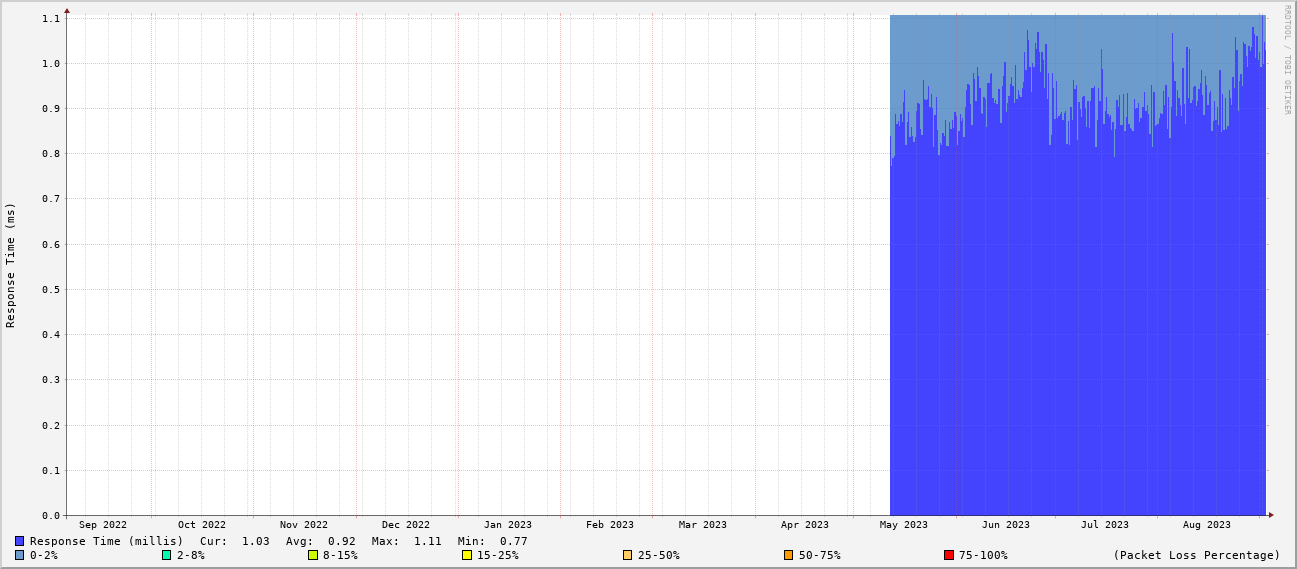 1.1
1.0
0.9
0.8
0.7
0.6
0.5
0.4
0.3
0.2
0.1
0.0
Response Time (ms)
RRDTOOL / TOBI OETIKER
Sep 2022 Oct 2022 Nov 2022 Dec 2022 Jan 2023 Feb 2023 Mar 2023 Apr 2023 May 2023 Jun 2023 Jul 2023 Aug 2023
Response Time (millis) Cur: 1.03 Avg: 0.92 Max: 1.11 Min: 0.77
0-2% 2-8% 8-15% 15-25% 25-50% 50-75% 75-100% (Packet Loss Percentage)